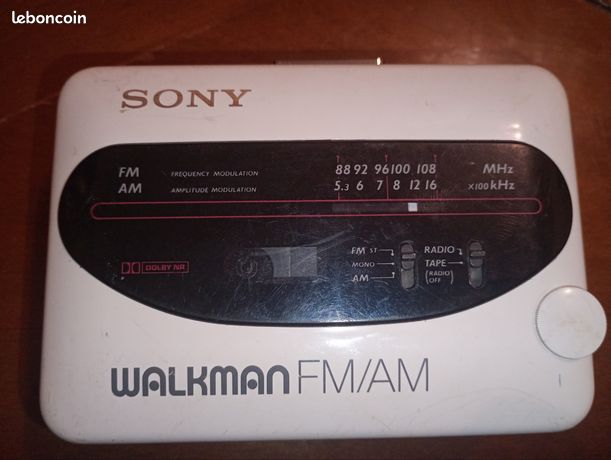 leboncoin
SONY
FM FREQUENCY MODULATION 88 92 96 100 108 MHz
AM AMPLITUDE MODULATION 5.3 6 7 8 12 16 ×100 kHz
DOLBY NR
FM ST
MONO
AM
RADIO
TAPE
(RADIO OFF)
WALKMAN FM/AM